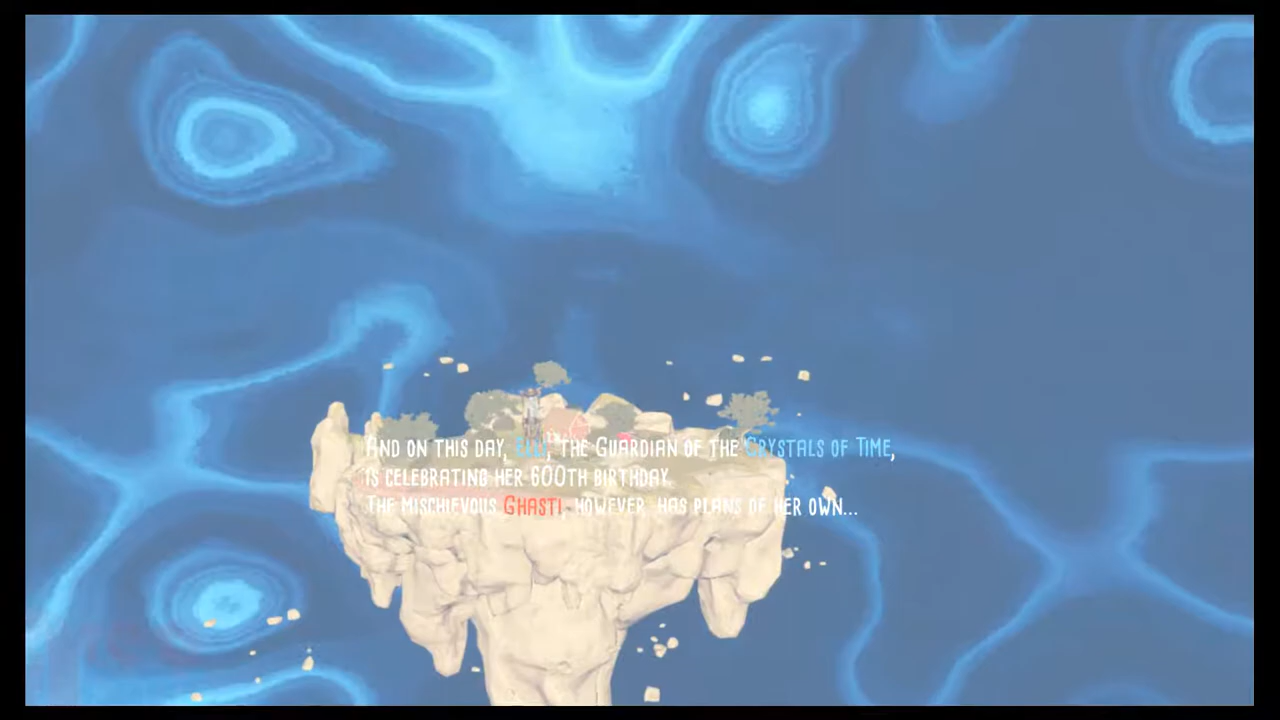 And on this day, Elli, the Guardian of the Crystals of Time,
is celebrating her 600th birthday.
The mischievous Ghasti, however, has plans of her own...